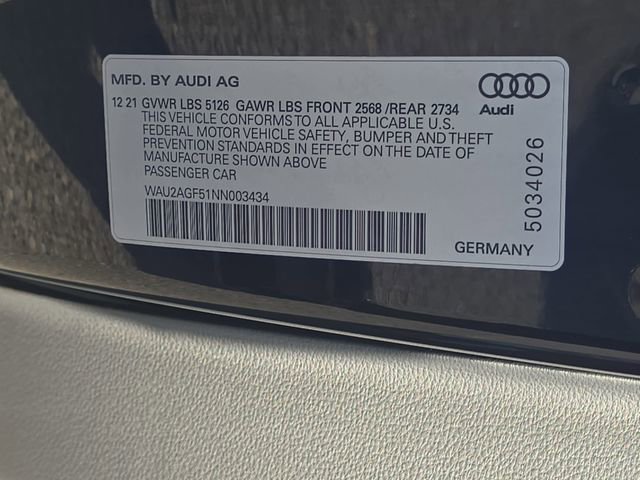 MFD. BY AUDI AG
Audi
12 21 GVWR LBS 5126 GAWR LBS FRONT 2568 /REAR 2734
THIS VEHICLE CONFORMS TO ALL APPLICABLE U.S.
FEDERAL MOTOR VEHICLE SAFETY, BUMPER AND THEFT
PREVENTION STANDARDS IN EFFECT ON THE DATE OF
MANUFACTURE SHOWN ABOVE
PASSENGER CAR
WAU2AGF51NN003434
5034026
GERMANY